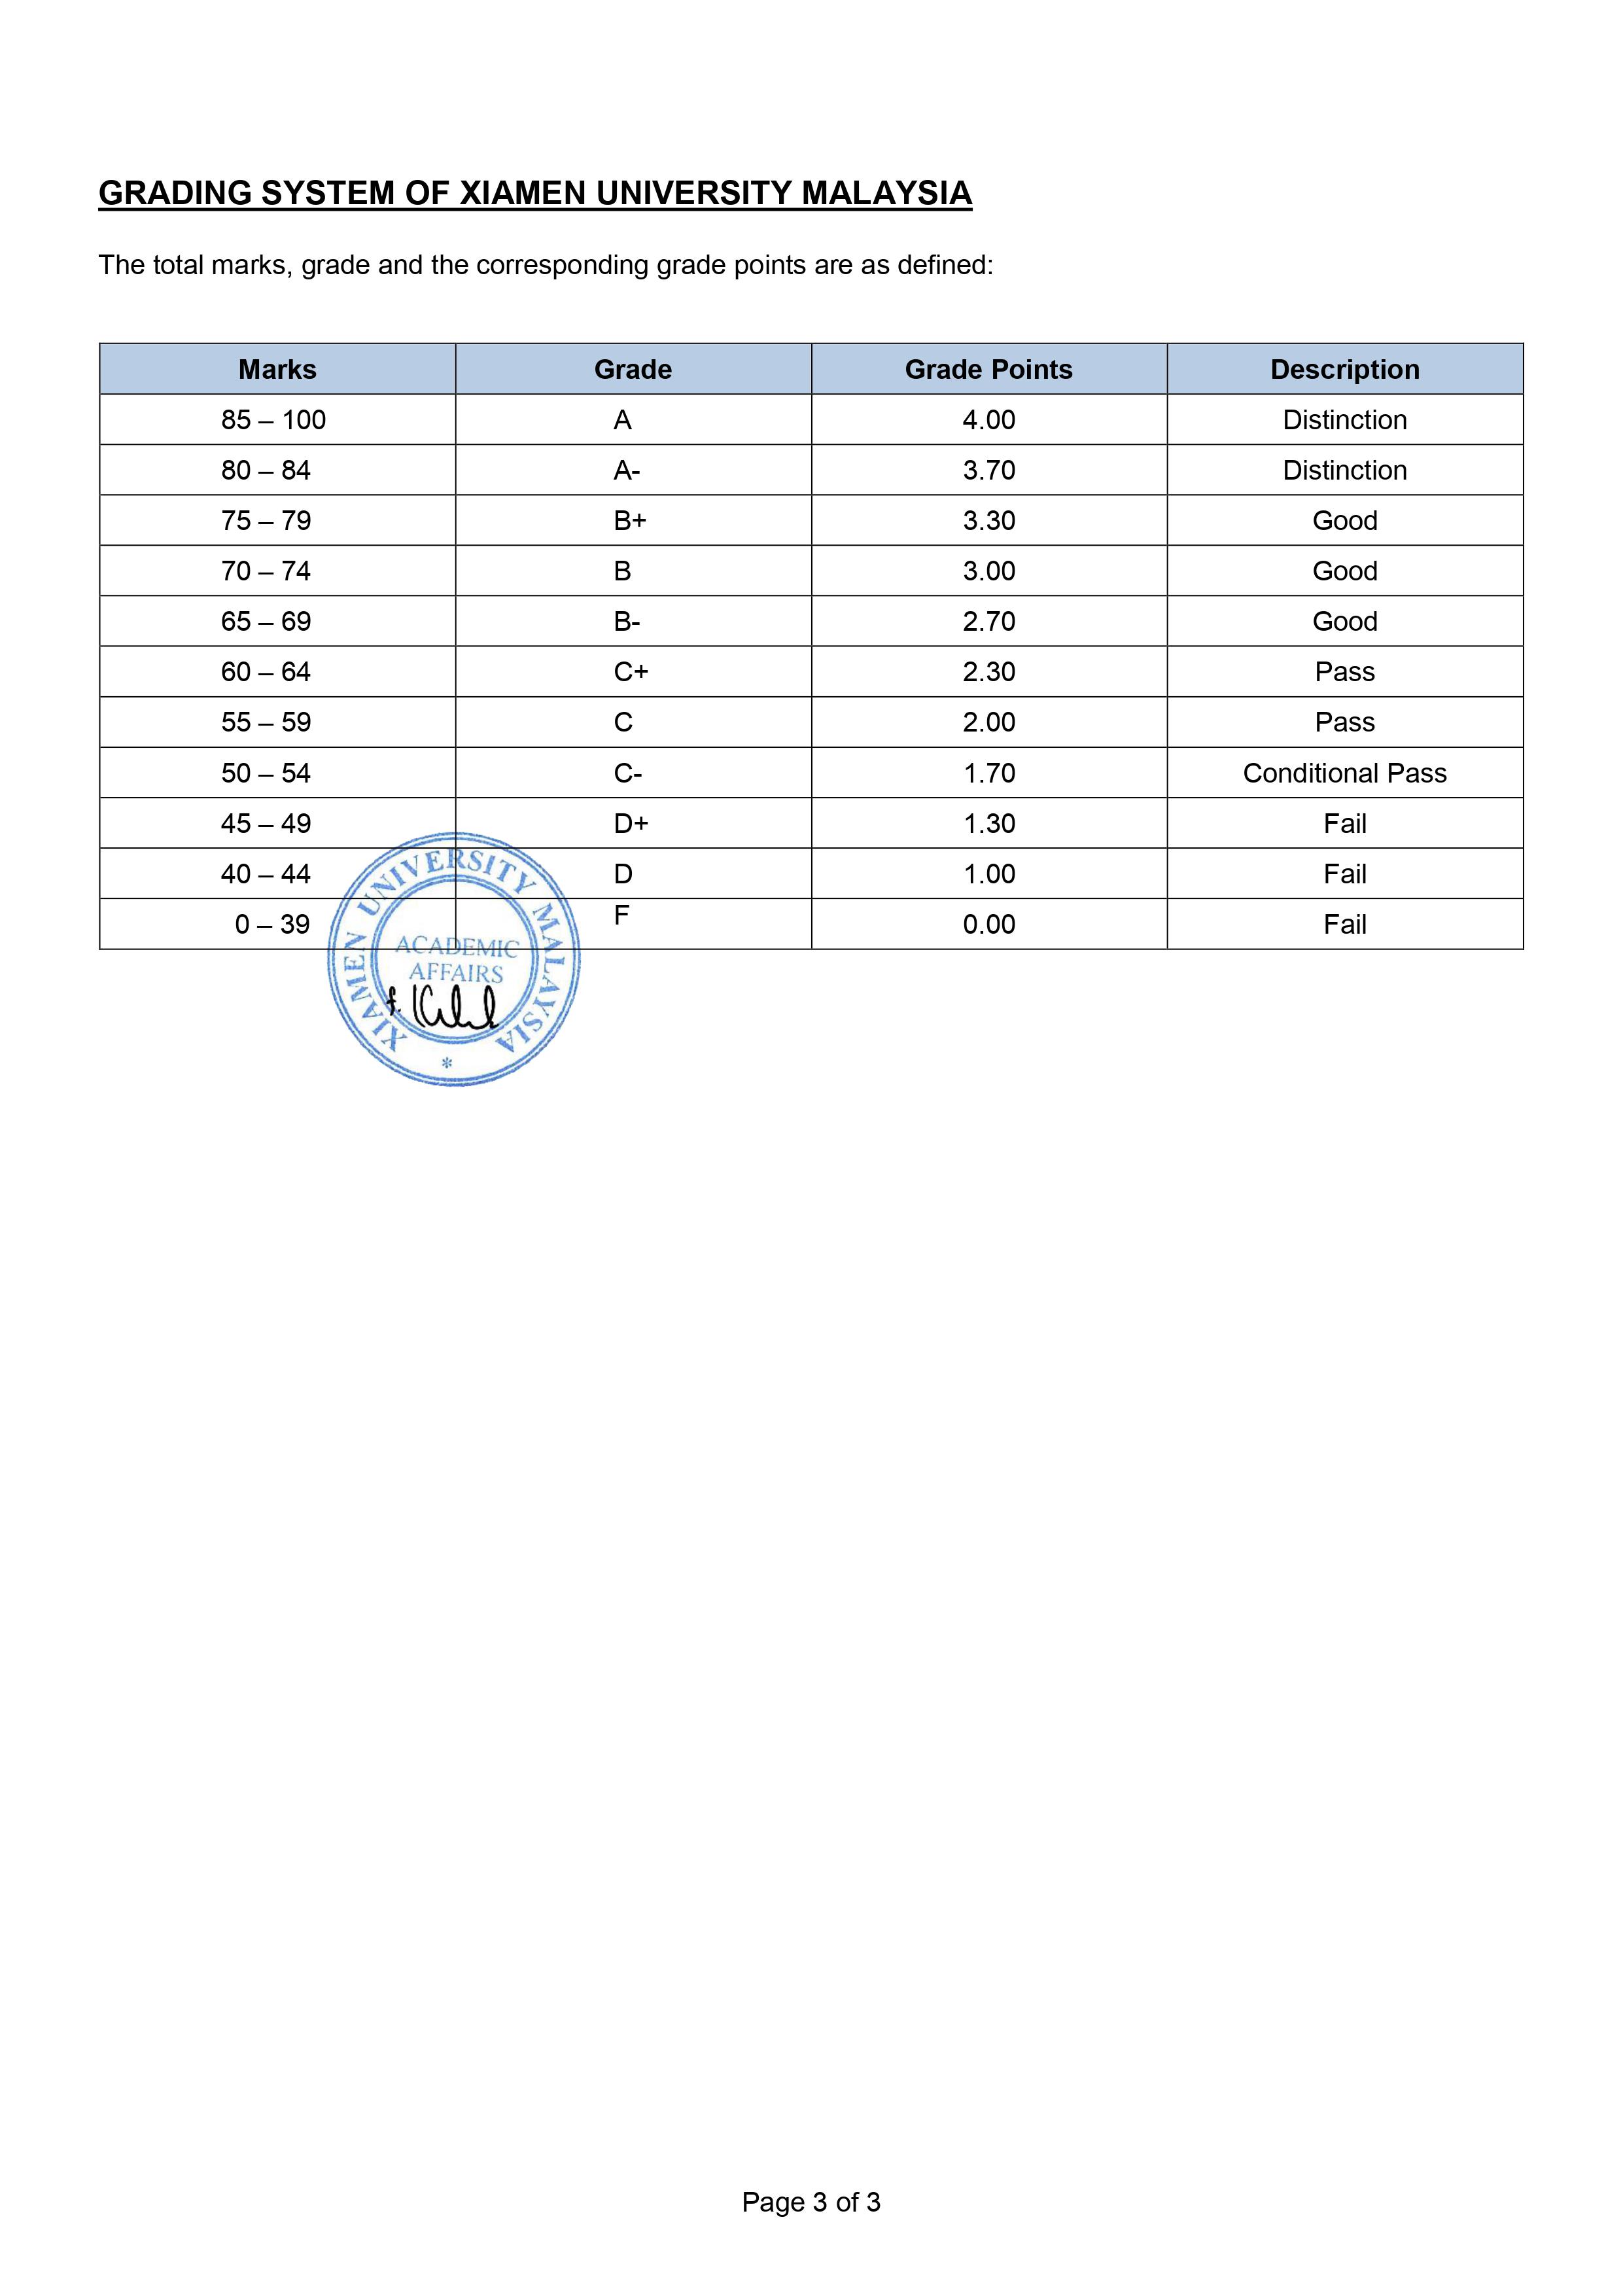 GRADING SYSTEM OF XIAMEN UNIVERSITY MALAYSIA
The total marks, grade and the corresponding grade points are as defined:
Marks Grade Grade Points Description
85 – 100 A 4.00 Distinction
80 – 84 A- 3.70 Distinction
75 – 79 B+ 3.30 Good
70 – 74 B 3.00 Good
65 – 69 B- 2.70 Good
60 – 64 C+ 2.30 Pass
55 – 59 C 2.00 Pass
50 – 54 C- 1.70 Conditional Pass
45 – 49 D+ 1.30 Fail
40 – 44 D 1.00 Fail
0 – 39 F 0.00 Fail
XIAMEN UNIVERSITY MALAYSIA
ACADEMIC
AFFAIRS
*
Page 3 of 3